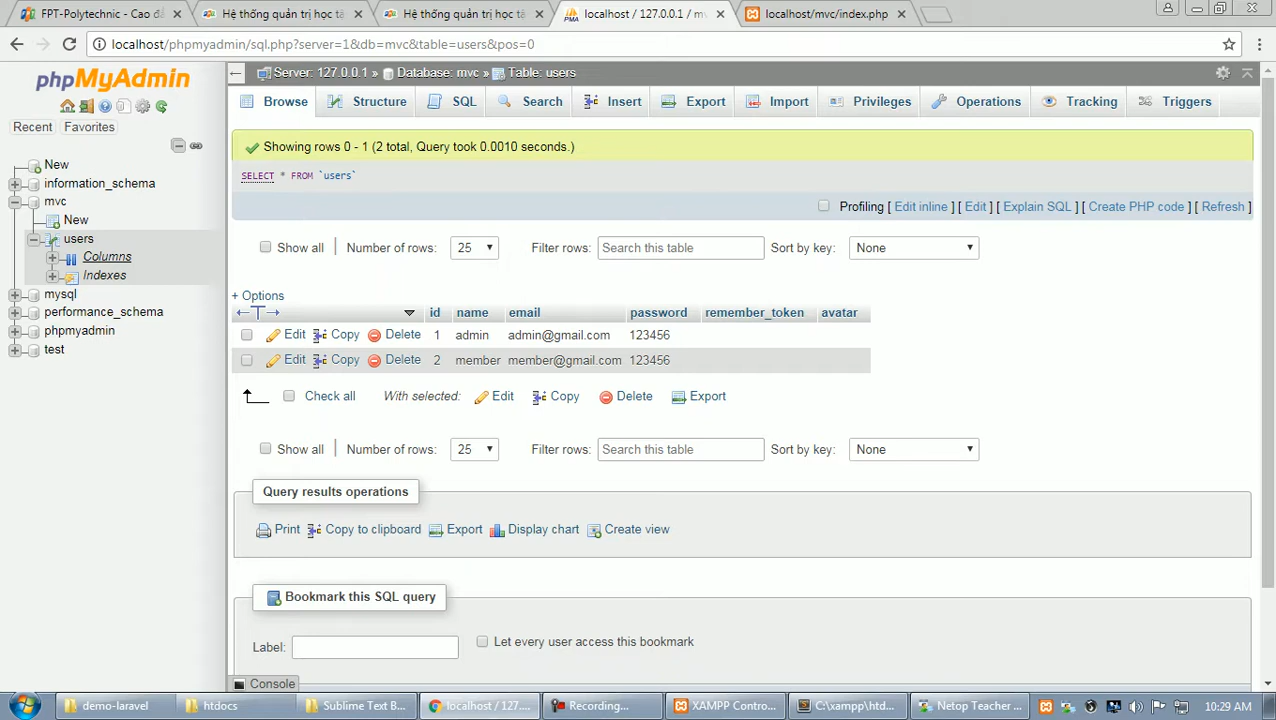 FPT-Polytechnic - Cao đẳ
Hệ thống quản trị học tậ
Hệ thống quản trị học tậ
localhost / 127.0.0.1 / m
localhost/mvc/index.php
localhost/phpmyadmin/sql.php?server=1&db=mvc&table=users&pos=0
phpMyAdmin
Recent
Favorites
New
information_schema
mvc
New
users
Columns
Indexes
mysql
performance_schema
phpmyadmin
test
Server: 127.0.0.1 » Database: mvc » Table: users
Browse Structure SQL Search Insert Export Import Privileges Operations Tracking Triggers
Showing rows 0 - 1 (2 total, Query took 0.0010 seconds.)
SELECT * FROM `users`
Profiling [ Edit inline ] [ Edit ] [ Explain SQL ] [ Create PHP code ] [ Refresh ]
Show all Number of rows: 25 Filter rows: Search this table Sort by key: None
+ Options
id name email password remember_token avatar
Edit Copy Delete 1 admin admin@gmail.com 123456
Edit Copy Delete 2 member member@gmail.com 123456
Check all With selected: Edit Copy Delete Export
Show all Number of rows: 25 Filter rows: Search this table Sort by key: None
Query results operations
Print Copy to clipboard Export Display chart Create view
Bookmark this SQL query
Label: Let every user access this bookmark
Console
demo-laravel htdocs Sublime Text B... localhost / 127.... Recording... XAMPP Contro... C:\xampp\htd... Netop Teacher ... 10:29 AM